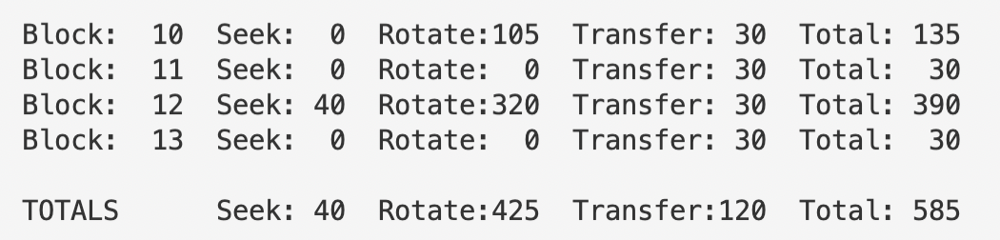 Block:  10  Seek:  0  Rotate:105  Transfer: 30  Total: 135
Block:  11  Seek:  0  Rotate:  0  Transfer: 30  Total:  30
Block:  12  Seek: 40  Rotate:320  Transfer: 30  Total: 390
Block:  13  Seek:  0  Rotate:  0  Transfer: 30  Total:  30
TOTALS      Seek: 40  Rotate:425  Transfer:120  Total: 585